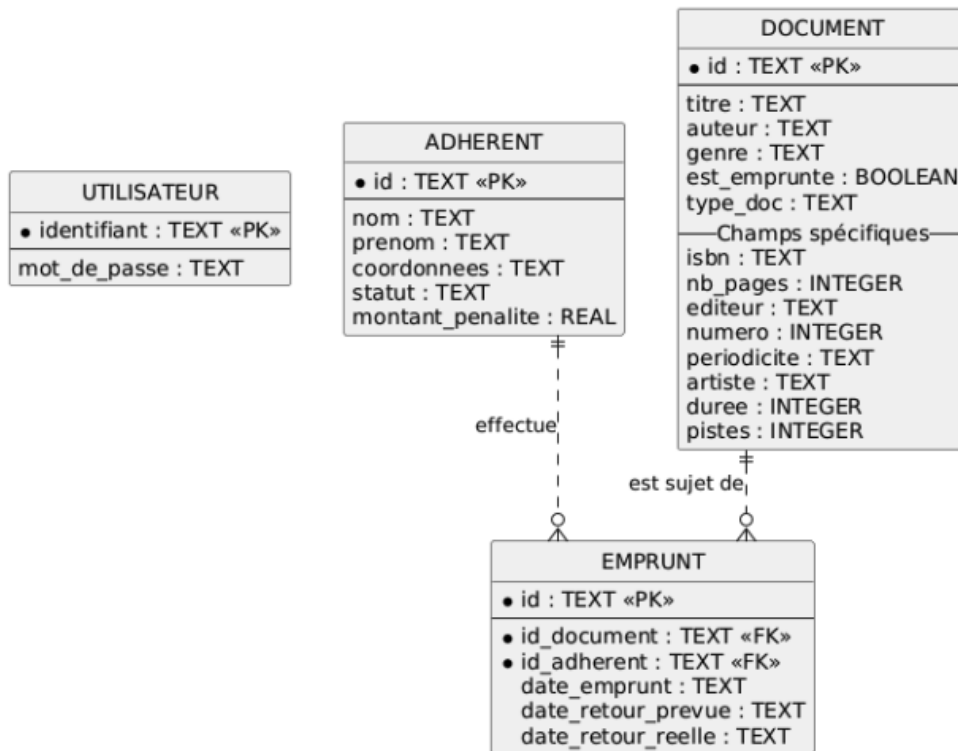 UTILISATEUR
identifiant : TEXT «PK»
mot_de_passe : TEXT
ADHERENT
id : TEXT «PK»
nom : TEXT
prenom : TEXT
coordonnees : TEXT
statut : TEXT
montant_penalite : REAL
DOCUMENT
id : TEXT «PK»
titre : TEXT
auteur : TEXT
genre : TEXT
est_emprunte : BOOLEAN
type_doc : TEXT
Champs spécifiques
isbn : TEXT
nb_pages : INTEGER
editeur : TEXT
numero : INTEGER
periodicite : TEXT
artiste : TEXT
duree : INTEGER
pistes : INTEGER
effectue
est sujet de
EMPRUNT
id : TEXT «PK»
id_document : TEXT «FK»
id_adherent : TEXT «FK»
date_emprunt : TEXT
date_retour_prevue : TEXT
date_retour_reelle : TEXT